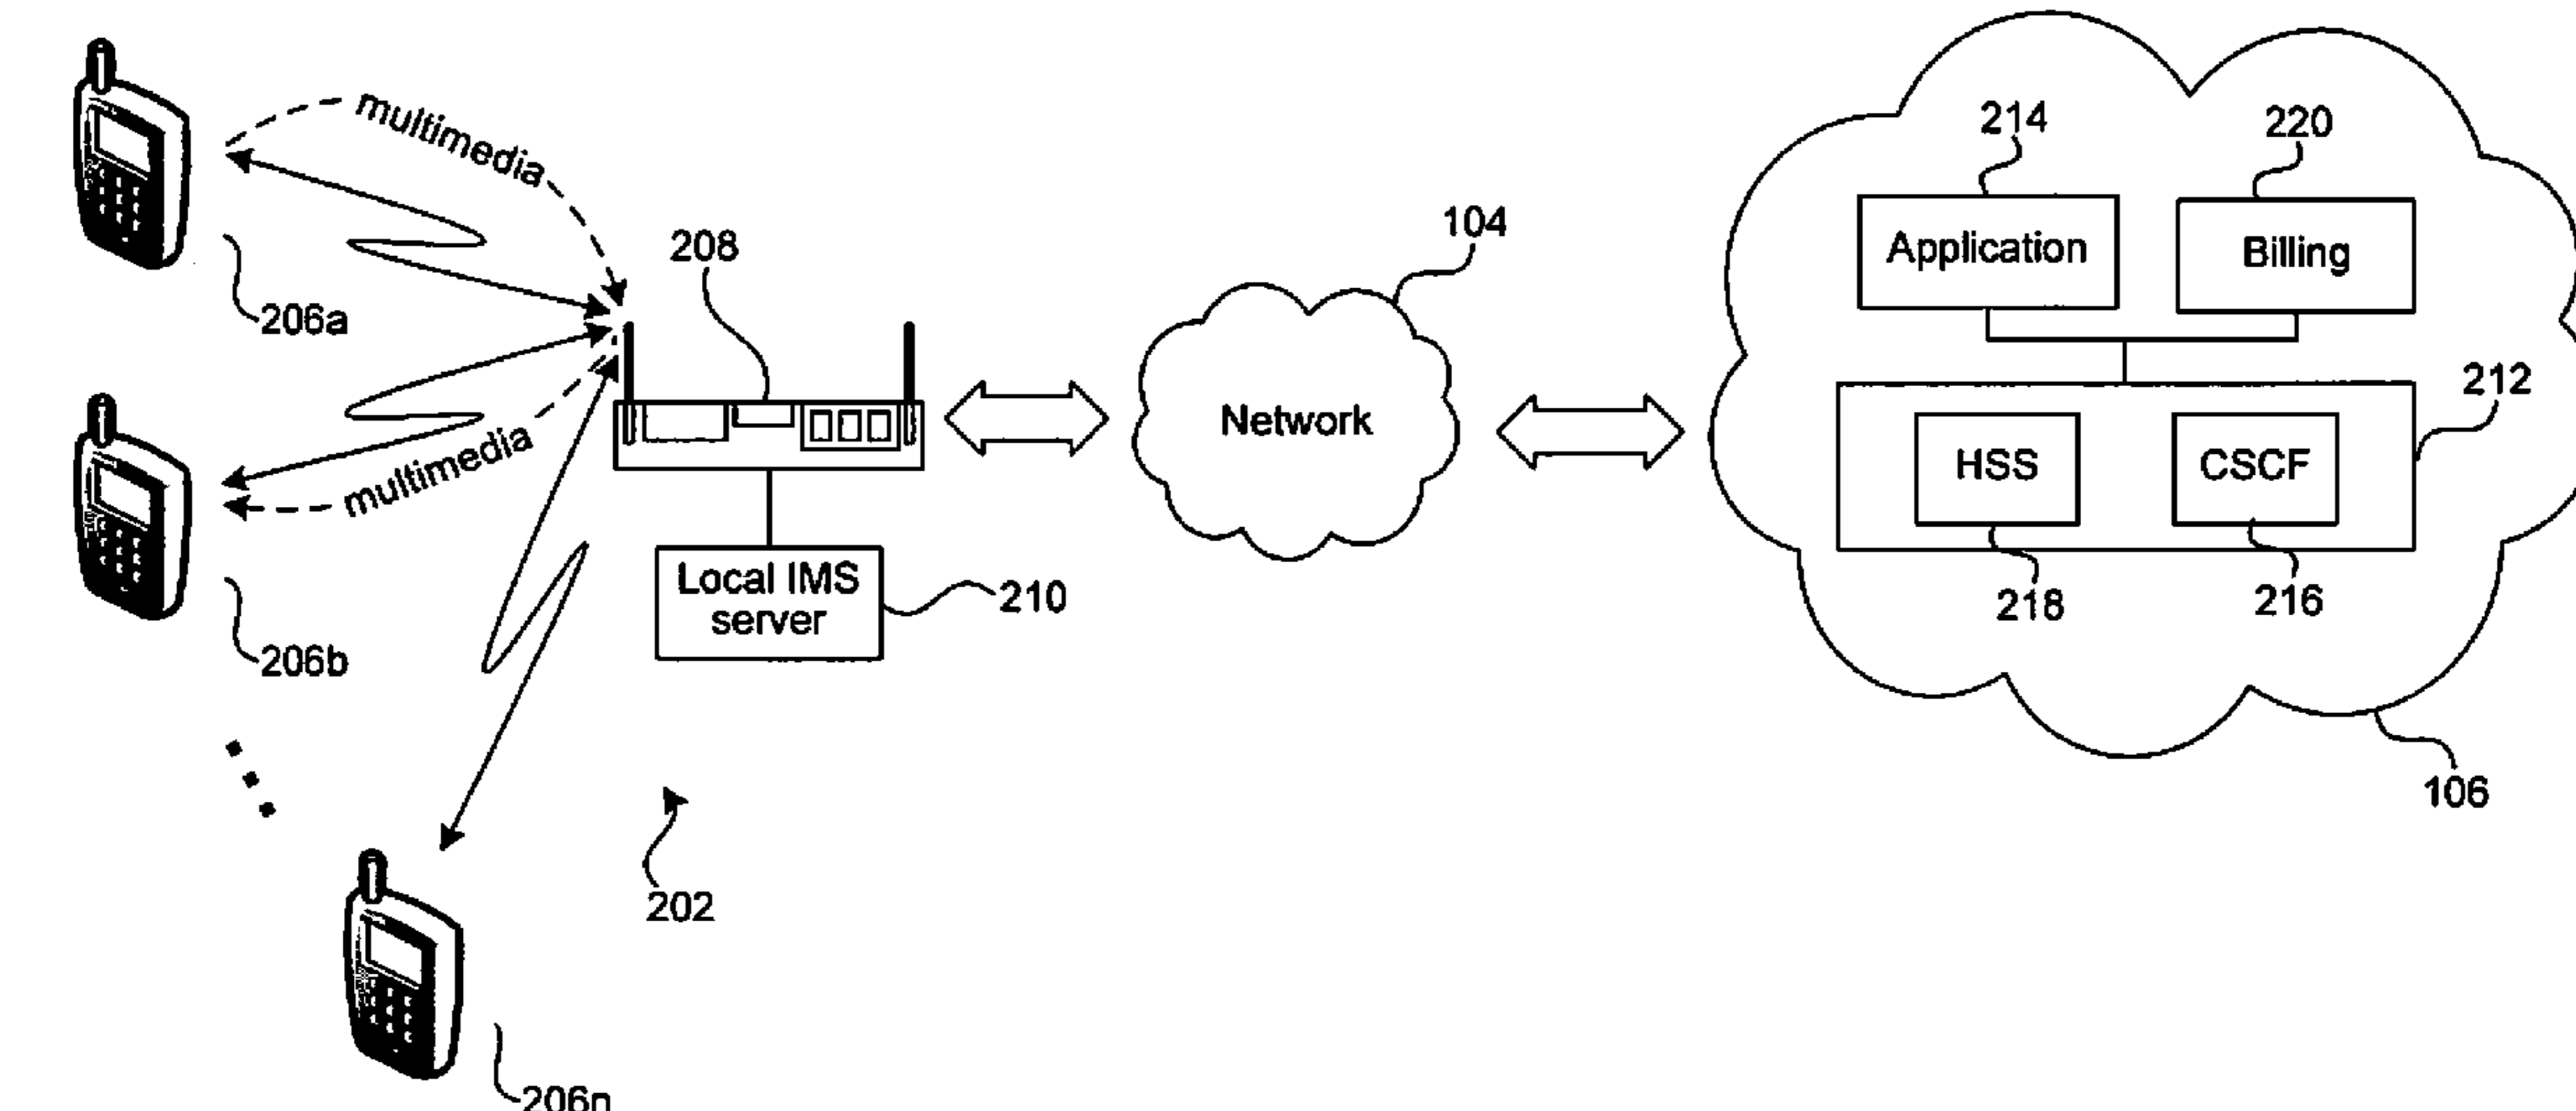 multimedia
214
220
208
104
Application
Billing
206a
212
Network
HSS
CSCF
multimedia
Local IMS
server
210
218
216
206b
106
202
206n